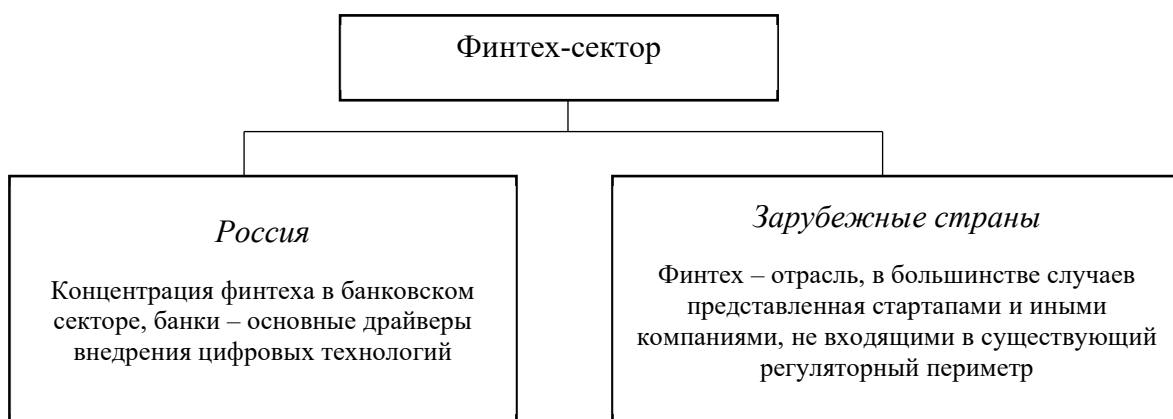 Финтех-сектор
Россия
Концентрация финтеха в банковском
секторе, банки – основные драйверы
внедрения цифровых технологий
Зарубежные страны
Финтех – отрасль, в большинстве случаев
представленная стартапами и иными
компаниями, не входящими в существующий
регуляторный периметр